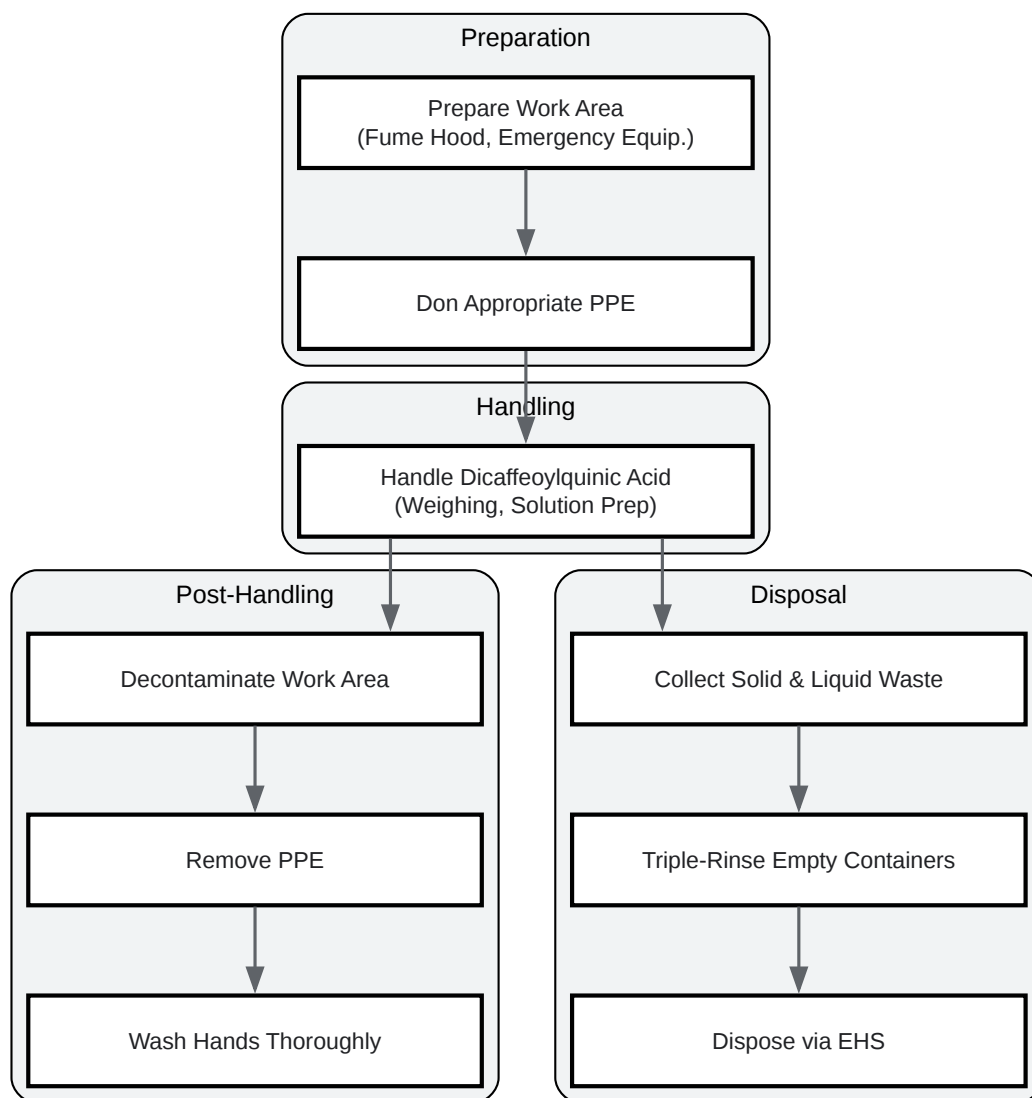 Preparation
Prepare Work Area
(Fume Hood, Emergency Equip.)
Don Appropriate PPE
Handling
Handle Dicaffeoylquinic Acid
(Weighing, Solution Prep)
Post-Handling
Decontaminate Work Area
Remove PPE
Wash Hands Thoroughly
Disposal
Collect Solid & Liquid Waste
Triple-Rinse Empty Containers
Dispose via EHS